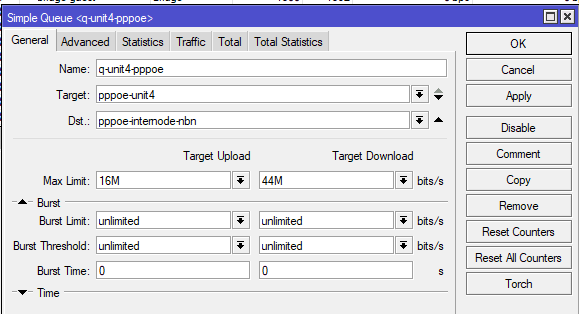 Simple Queue <q-unit4-pppoe>
General Advanced Statistics Traffic Total Total Statistics
OK
Name: q-unit4-pppoe
Cancel
Target: pppoe-unit4
Apply
Dst.: pppoe-internode-nbn
Disable
Target Upload Target Download
Comment
Max Limit: 16M 44M bits/s
Copy
Burst
Remove
Burst Limit: unlimited unlimited bits/s
Reset Counters
Burst Threshold: unlimited unlimited bits/s
Reset All Counters
Burst Time: 0 0 s
Torch
Time